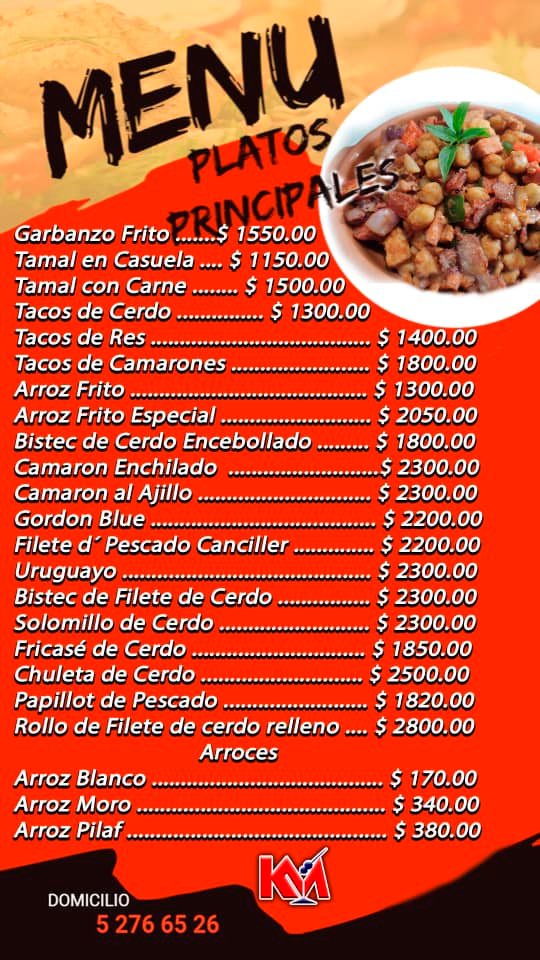 MENU
PLATOS
PRINCIPALES
Garbanzo Frito .......$ 1550.00
Tamal en Casuela .... $ 1150.00
Tamal con Carne ........ $ 1500.00
Tacos de Cerdo ............... $ 1300.00
Tacos de Res ...................................... $ 1400.00
Tacos de Camarones ........................ $ 1800.00
Arroz Frito ......................................... $ 1300.00
Arroz Frito Especial .......................... $ 2050.00
Bistec de Cerdo Encebollado ......... $ 1800.00
Camaron Enchilado ..........................$ 2300.00
Camaron al Ajillo .............................. $ 2300.00
Gordon Blue ....................................... $ 2200.00
Filete d´ Pescado Canciller .............. $ 2200.00
Uruguayo ........................................... $ 2300.00
Bistec de Filete de Cerdo ................ $ 2300.00
Solomillo de Cerdo .......................... $ 2300.00
Fricasé de Cerdo .............................. $ 1850.00
Chuleta de Cerdo ............................ $ 2500.00
Papillot de Pescado ......................... $ 1820.00
Rollo de Filete de cerdo relleno .... $ 2800.00
Arroces
Arroz Blanco ........................................ $ 170.00
Arroz Moro ........................................... $ 340.00
Arroz Pilaf ............................................. $ 380.00
KM
DOMICILIO
5 276 65 26